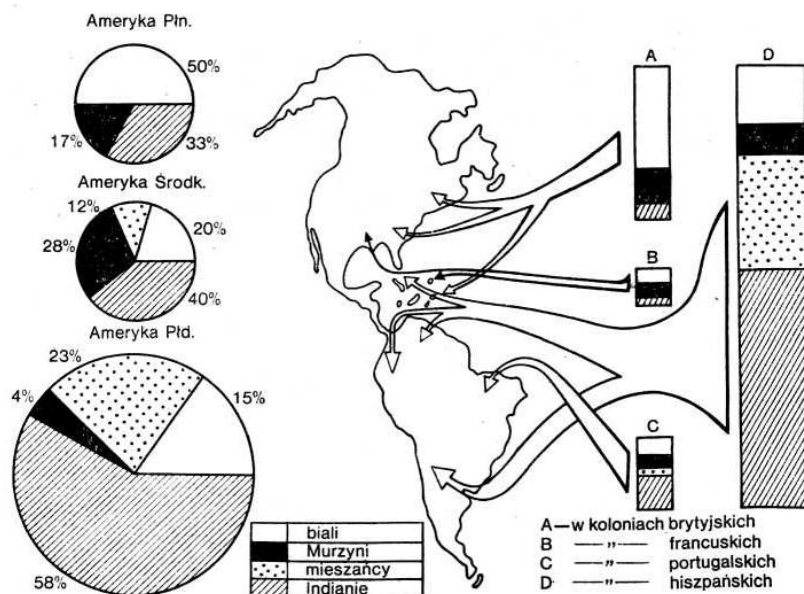 Ameryka Płn.
50%
17%
33%
Ameryka Środk.
12%
20%
28%
40%
Ameryka Płd.
23%
4%
15%
58%
biali
Murzyni
mieszańcy
Indianie
A
D
B
C
A — w koloniach brytyjskich
B — „ — francuskich
C — „ — portugalskich
D — „ — hiszpańskich